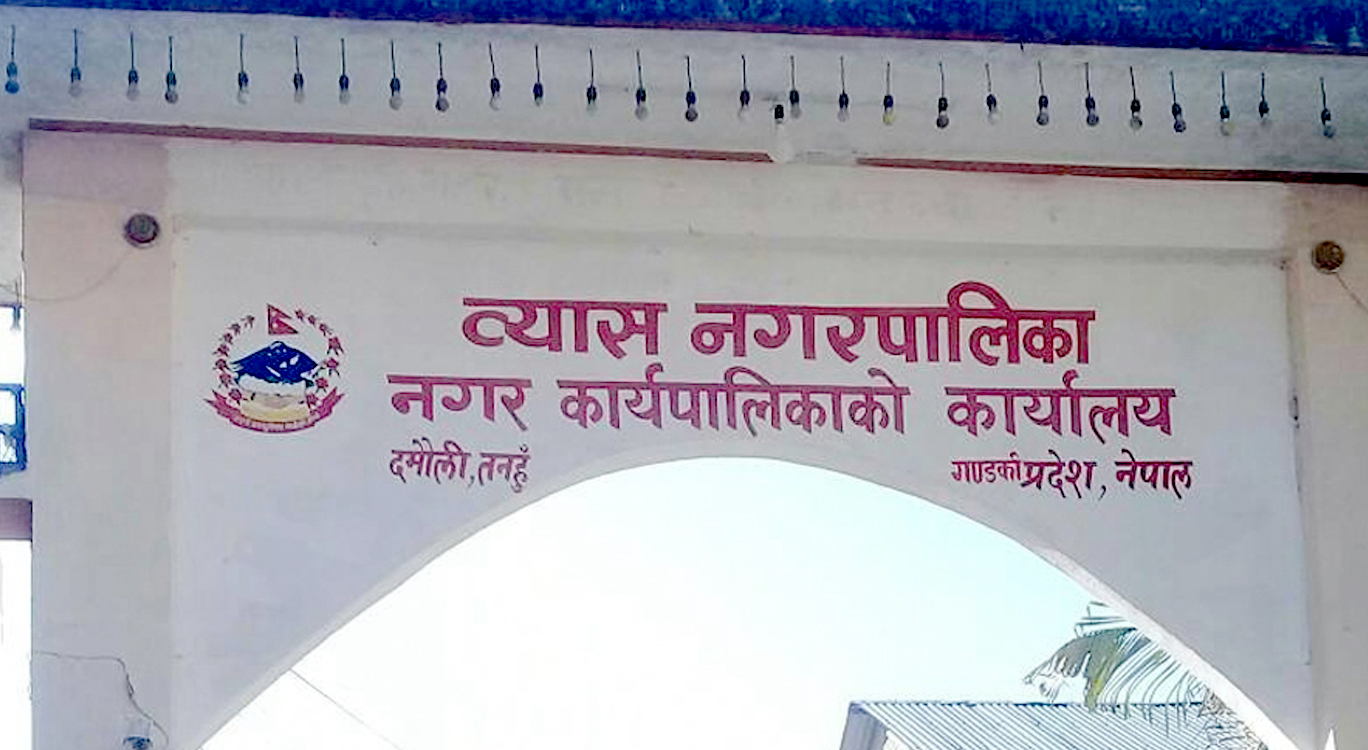 व्यास नगरपालिका
नगर कार्यपालिकाको कार्यालय
दमौली,तनहुँ गण्डकी प्रदेश, नेपाल